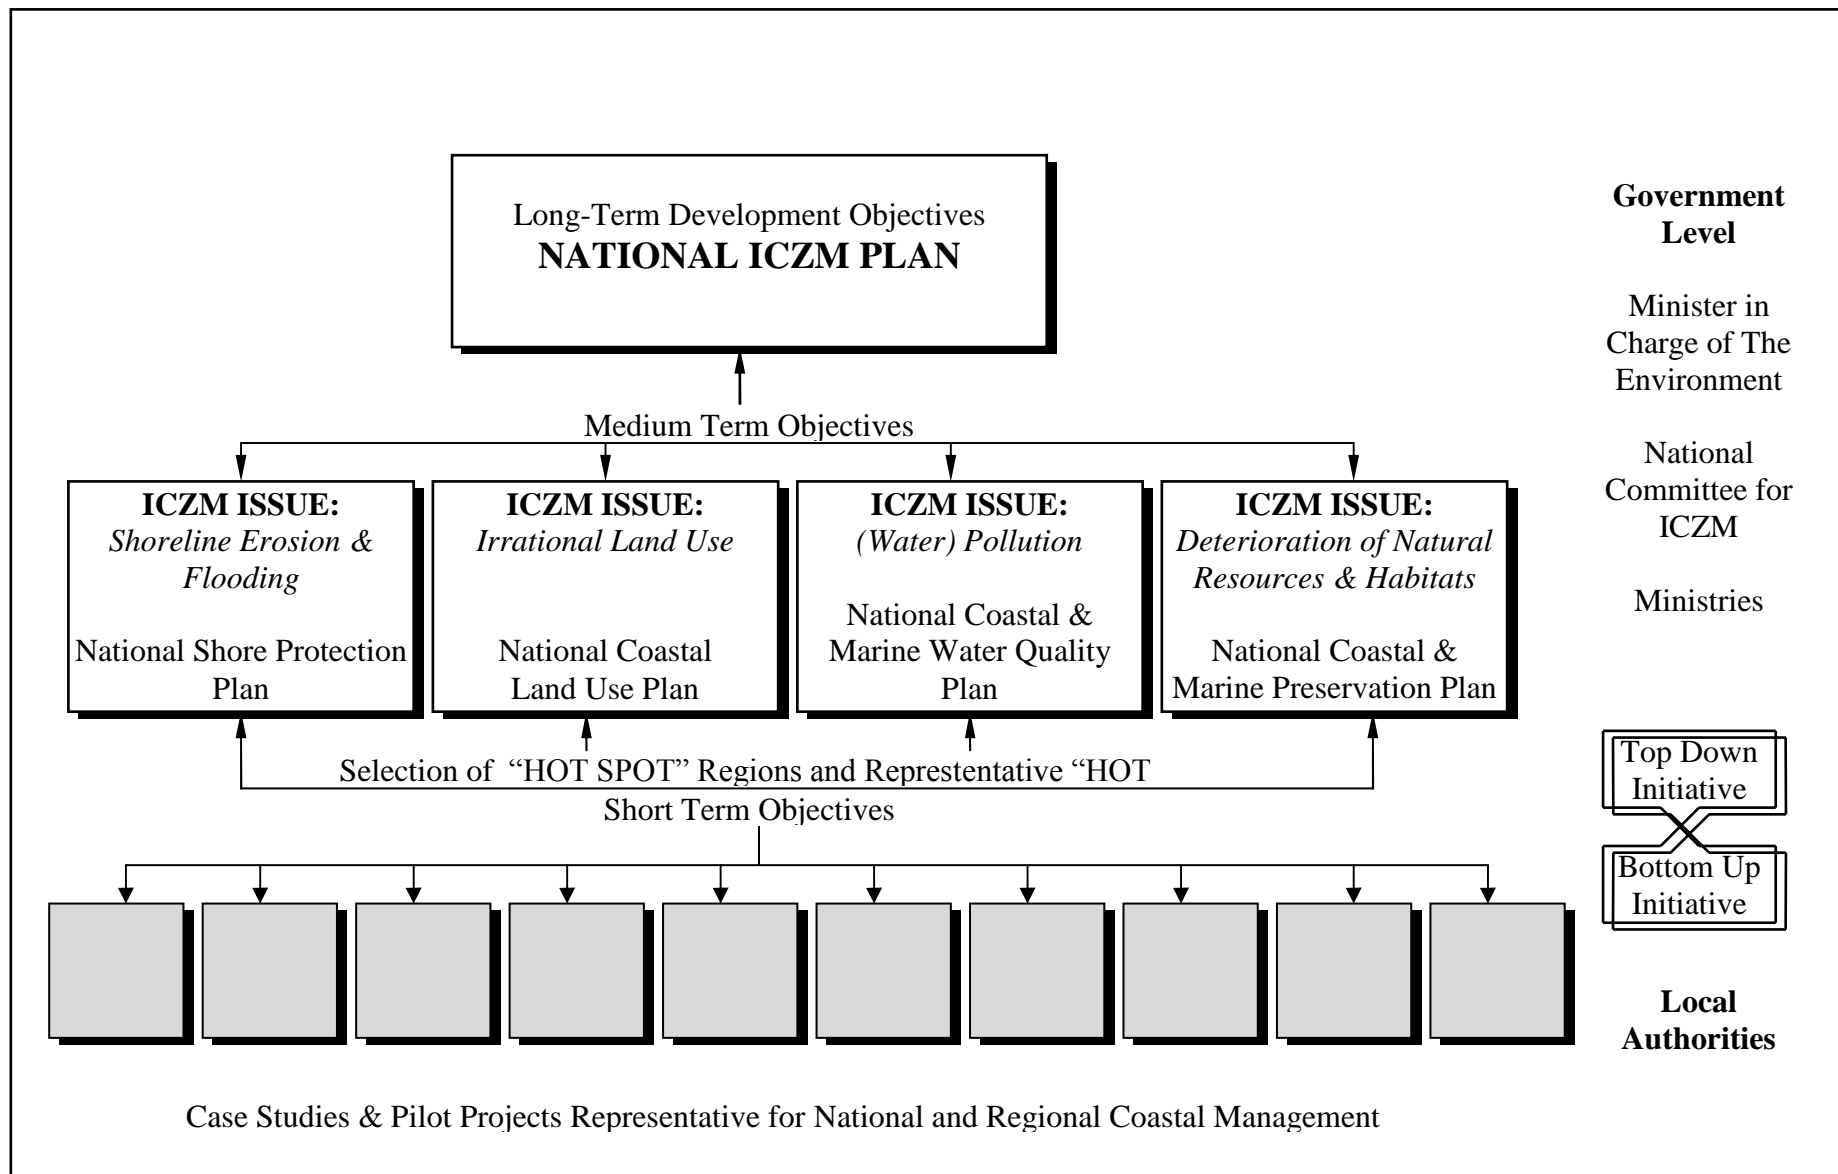 Long-Term Development Objectives
NATIONAL ICZM PLAN
Medium Term Objectives
ICZM ISSUE:
Shoreline Erosion &
Flooding
National Shore Protection
Plan
ICZM ISSUE:
Irrational Land Use
National Coastal
Land Use Plan
ICZM ISSUE:
(Water) Pollution
National Coastal &
Marine Water Quality
Plan
ICZM ISSUE:
Deterioration of Natural
Resources & Habitats
National Coastal &
Marine Preservation Plan
Selection of “HOT SPOT” Regions and Represtentative “HOT
Short Term Objectives
Case Studies & Pilot Projects Representative for National and Regional Coastal Management
Government
Level
Minister in
Charge of The
Environment
National
Committee for
ICZM
Ministries
Top Down
Initiative
Bottom Up
Initiative
Local
Authorities